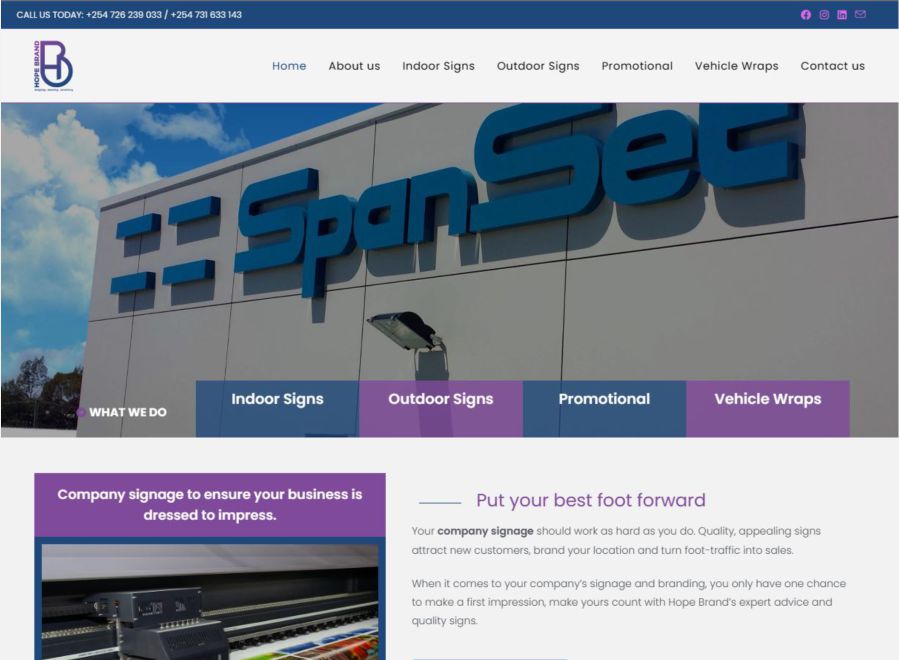 CALL US TODAY: +254 726 239 033 / +254 731 633 143
HOPE BRAND
Home About us Indoor Signs Outdoor Signs Promotional Vehicle Wraps Contact us
SpanSet
WHAT WE DO
Indoor Signs Outdoor Signs Promotional Vehicle Wraps
Company signage to ensure your business is
dressed to impress.
Put your best foot forward
Your company signage should work as hard as you do. Quality, appealing signs
attract new customers, brand your location and turn foot-traffic into sales.
When it comes to your company's signage and branding, you only have one chance
to make a first impression, make yours count with Hope Brand's expert advice and
quality signs.